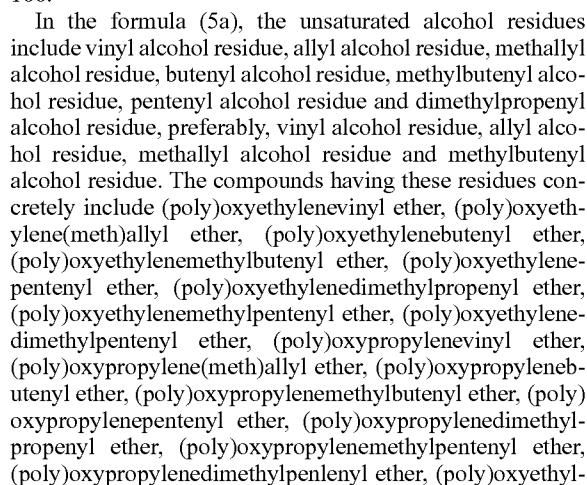 In the formula (5a), the unsaturated alcohol residues
include vinyl alcohol residue, allyl alcohol residue, methallyl
alcohol residue, butenyl alcohol residue, methylbutenyl alco-
hol residue, pentenyl alcohol residue and dimethylpropenyl
alcohol residue, preferably, vinyl alcohol residue, allyl alco-
hol residue, methallyl alcohol residue and methylbutenyl
alcohol residue. The compounds having these residues con-
cretely include (poly)oxyethylenevinyl ether, (poly)oxyeth-
ylene(meth)allyl ether, (poly)oxyethylenebutenyl ether,
(poly)oxyethylenemethylbutenyl ether, (poly)oxyethylene-
pentenyl ether, (poly)oxyethylenedimethylpropenyl ether,
(poly)oxyethylenemethylpentenyl ether, (poly)oxyethylene-
dimethylpentenyl ether, (poly)oxypropylenevinyl ether,
(poly)oxypropylene(meth)allyl ether, (poly)oxypropyleneb-
utenyl ether, (poly)oxypropylenemethylbutenyl ether, (poly)
oxypropylenepentenyl ether, (poly)oxypropylenedimethyl-
propenyl ether, (poly)oxypropylenemethylpentenyl ether,
(poly)oxypropylenedimethylpenlenyl ether, (poly)oxyethyl-